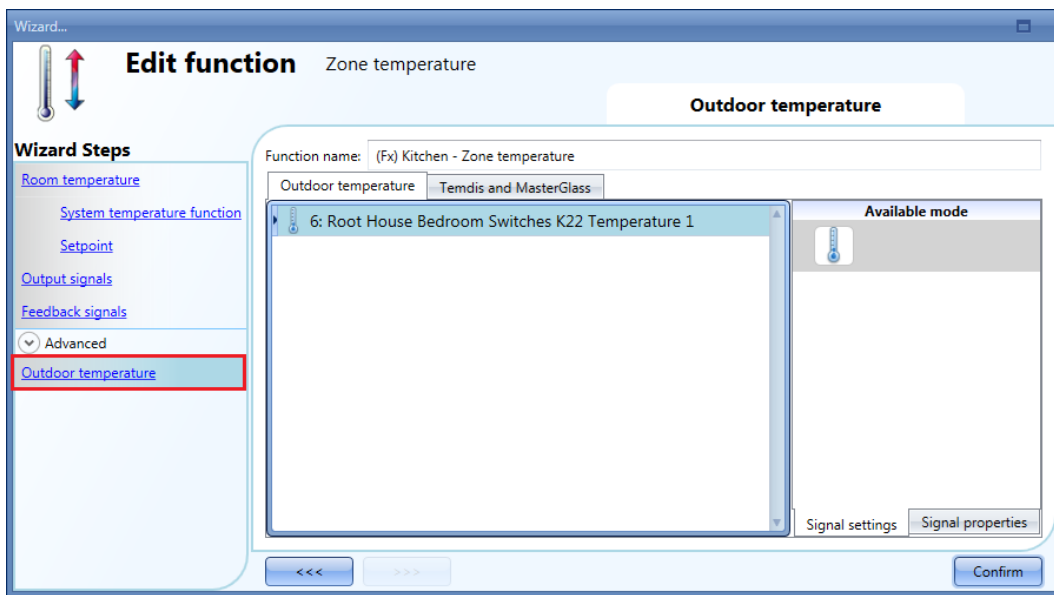 Wizard...
Edit function Zone temperature
Outdoor temperature
Wizard Steps
Room temperature
System temperature function
Setpoint
Output signals
Feedback signals
Advanced
Outdoor temperature
Function name: (Fx) Kitchen - Zone temperature
Outdoor temperature Temdis and MasterGlass
6: Root House Bedroom Switches K22 Temperature 1
Available mode
Signal settings Signal properties
<<< >>> Confirm